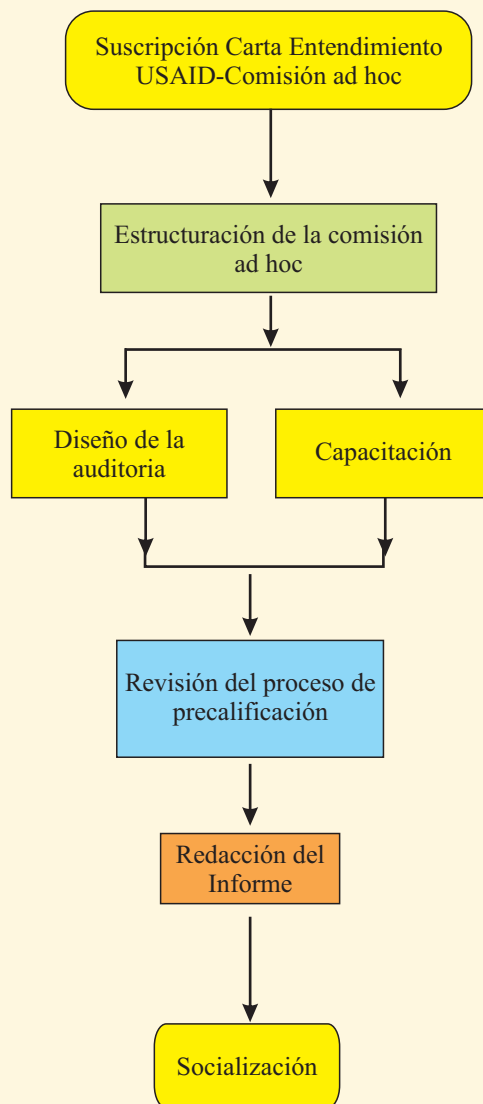 Suscripción Carta Entendimiento
USAID-Comisión ad hoc
Estructuración de la comisión
ad hoc
Diseño de la
auditoria
Capacitación
Revisión del proceso de
precalificación
Redacción del
Informe
Socialización